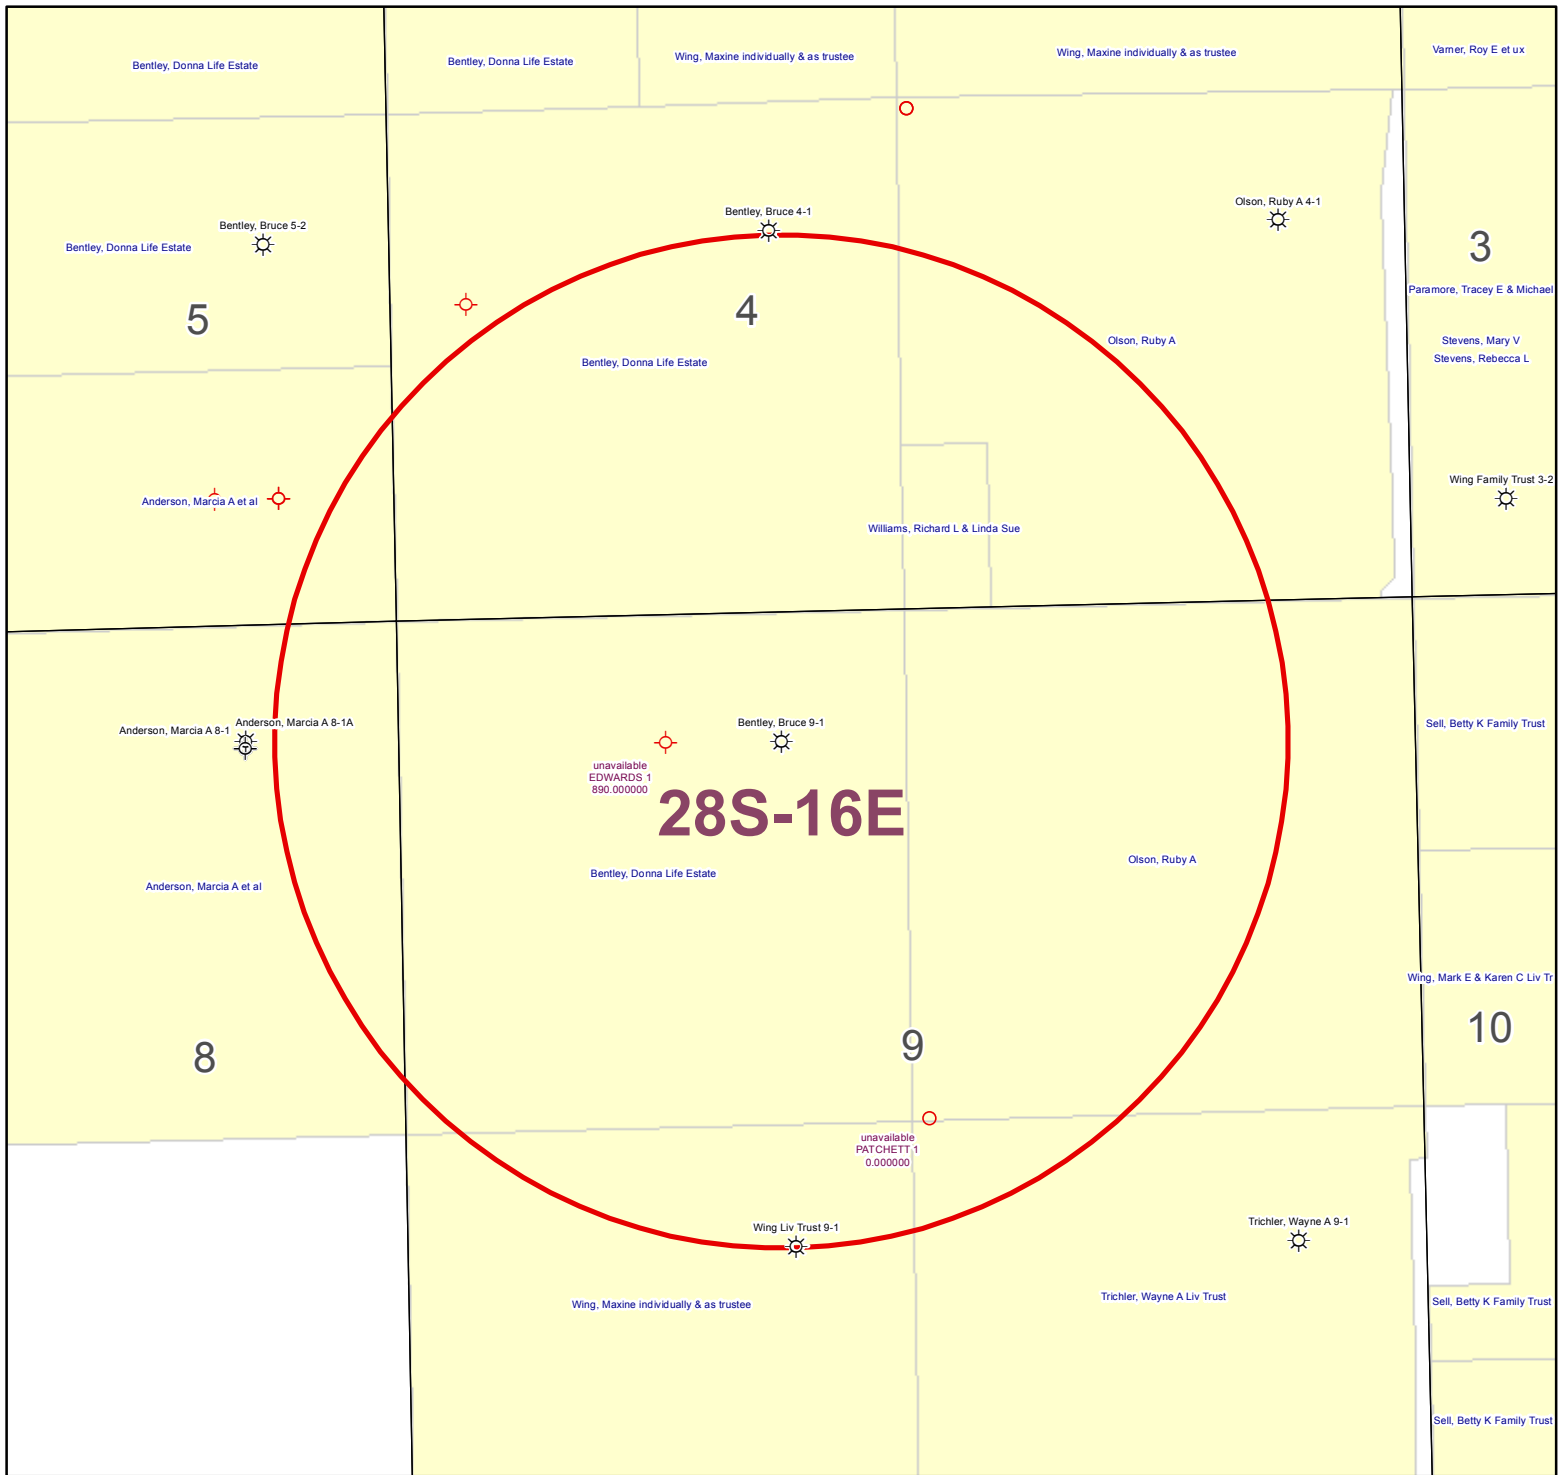 Bentley, Donna Life Estate
Bentley, Donna Life Estate
Wing, Maxine individually & as trustee
Wing, Maxine individually & as trustee
Varner, Roy E et ux
Bentley, Bruce 5-2
Bentley, Donna Life Estate
Bentley, Bruce 4-1
Olson, Ruby A 4-1
3
5
4
Paramore, Tracey E & Michael
Olson, Ruby A
Stevens, Mary V
Stevens, Rebecca L
Bentley, Donna Life Estate
Wing Family Trust 3-2
Anderson, Marcia A et al
Williams, Richard L & Linda Sue
Anderson, Marcia A 8-1
Anderson, Marcia A 8-1A
Bentley, Bruce 9-1
Sell, Betty K Family Trust
unavailable
EDWARDS 1
890.000000
28S-16E
Olson, Ruby A
Bentley, Donna Life Estate
Anderson, Marcia A et al
Wing, Mark E & Karen C Liv Tr
10
8
9
unavailable
PATCHETT 1
0.000000
Wing Liv Trust 9-1
Trichler, Wayne A 9-1
Wing, Maxine individually & as trustee
Trichler, Wayne A Liv Trust
Sell, Betty K Family Trust
Sell, Betty K Family Trust